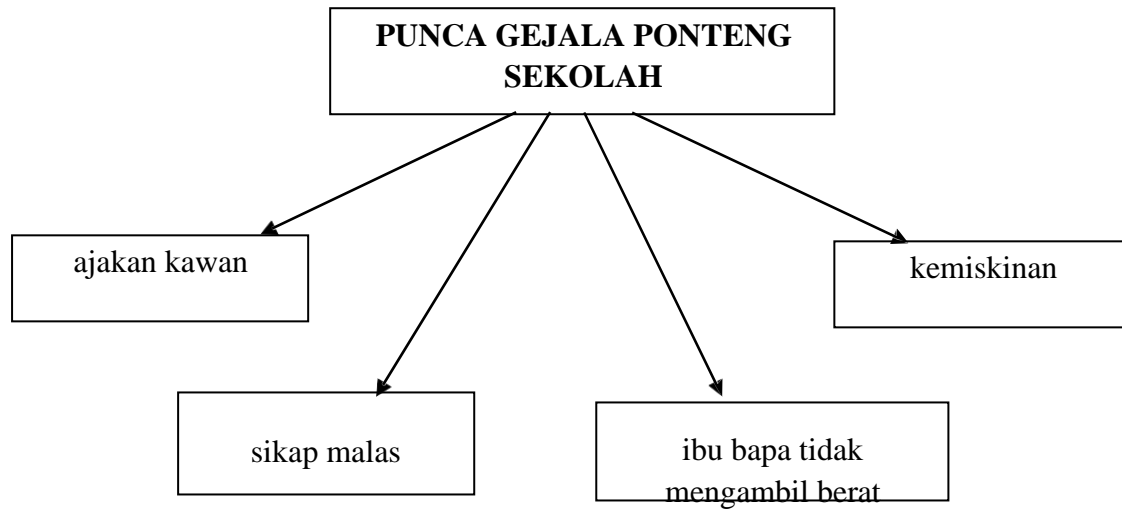 PUNCA GEJALA PONTENG
SEKOLAH
ajakan kawan
kemiskinan
sikap malas
ibu bapa tidak
mengambil berat